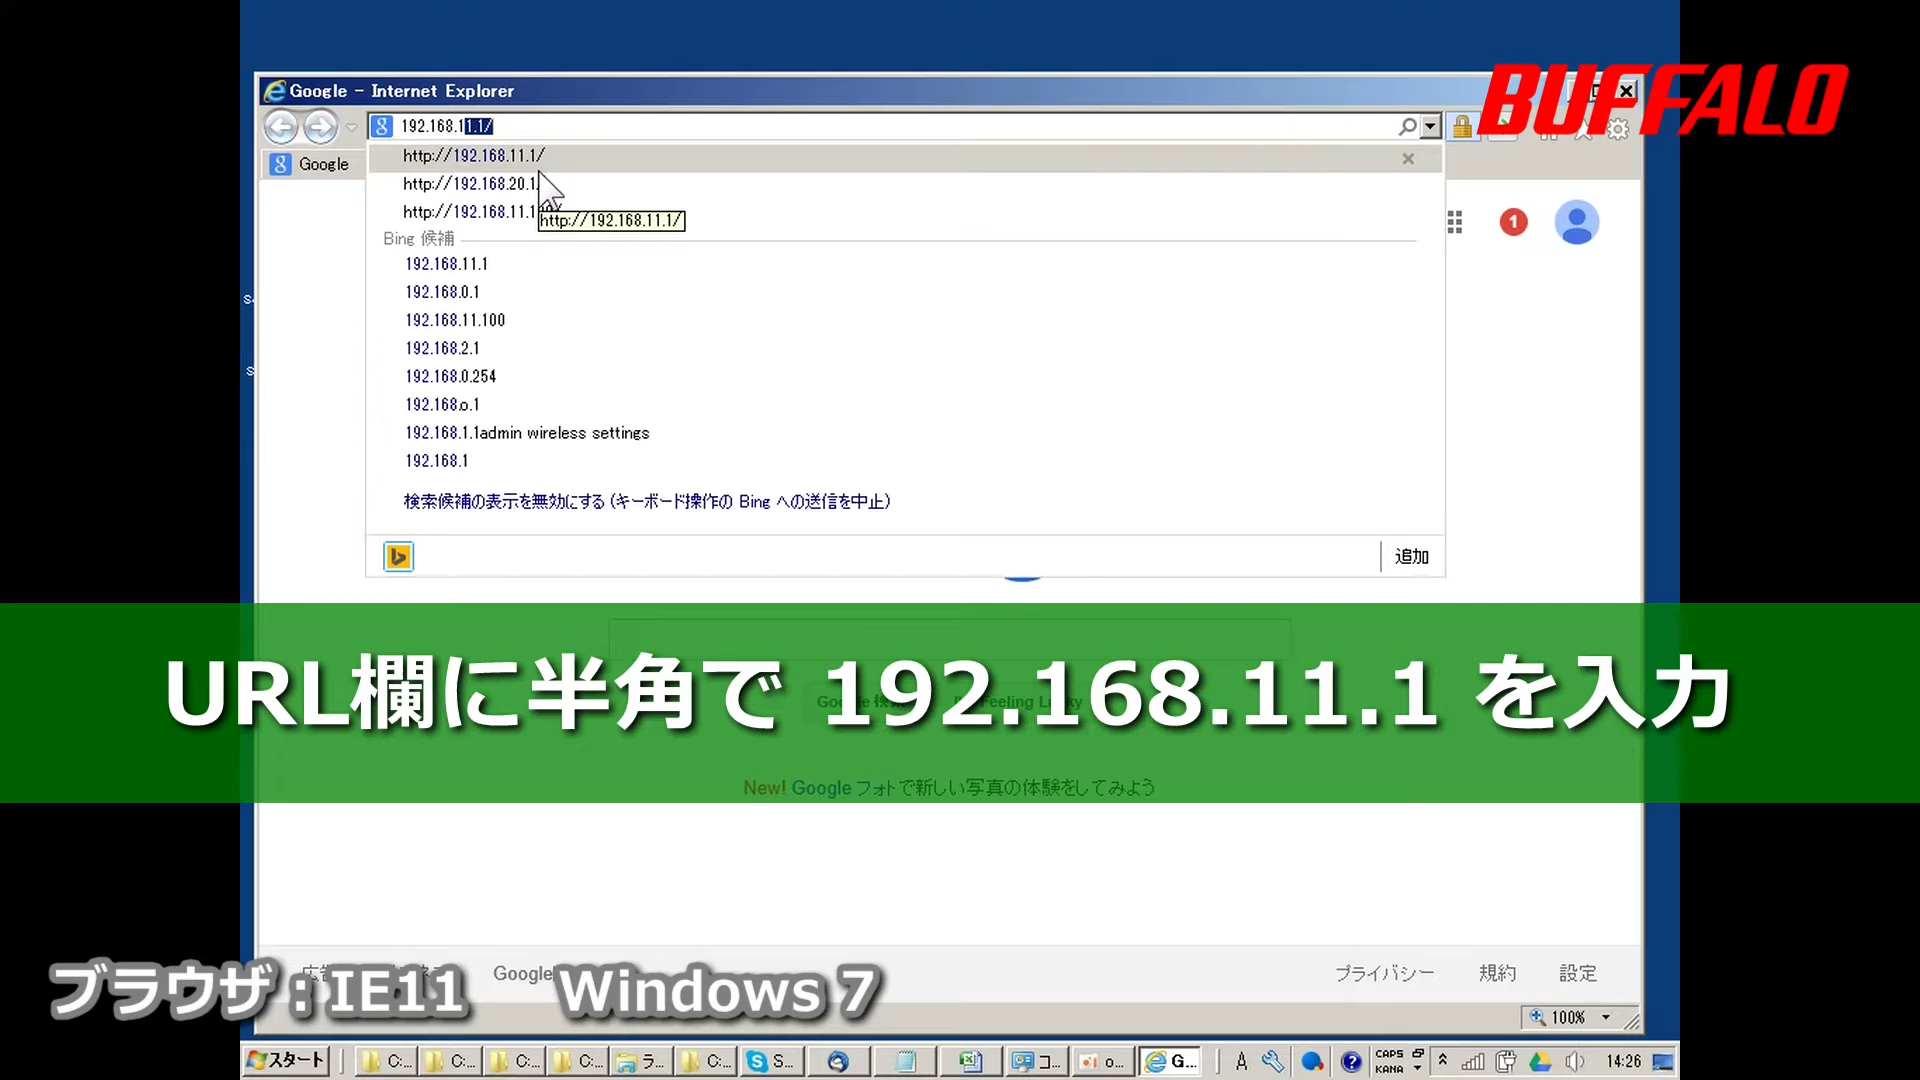 BUFFALO
Google - Internet Explorer
192.168.11.1/
Google
http://192.168.11.1/
http://192.168.20.1
http://192.168.11.1
http://192.168.11.1/
1
Bing 候補
192.168.11.1
192.168.0.1
192.168.11.100
192.168.2.1
192.168.0.254
192.168.o.1
192.168.1.1admin wireless settings
192.168.1
検索候補の表示を無効にする (キーボード操作の Bing への送信を中止)
追加
URL欄に半角で 192.168.11.1 を入力
New! Google フォトで新しい写真の体験をしてみよう
ブラウザ：IE11 Windows 7
Google
プライバシー 規約 設定
100%
スタート
C:...
C:...
C:...
C:...
ラ...
C:...
S...
コ...
o...
G...
A
CAPS
KANA
14:26